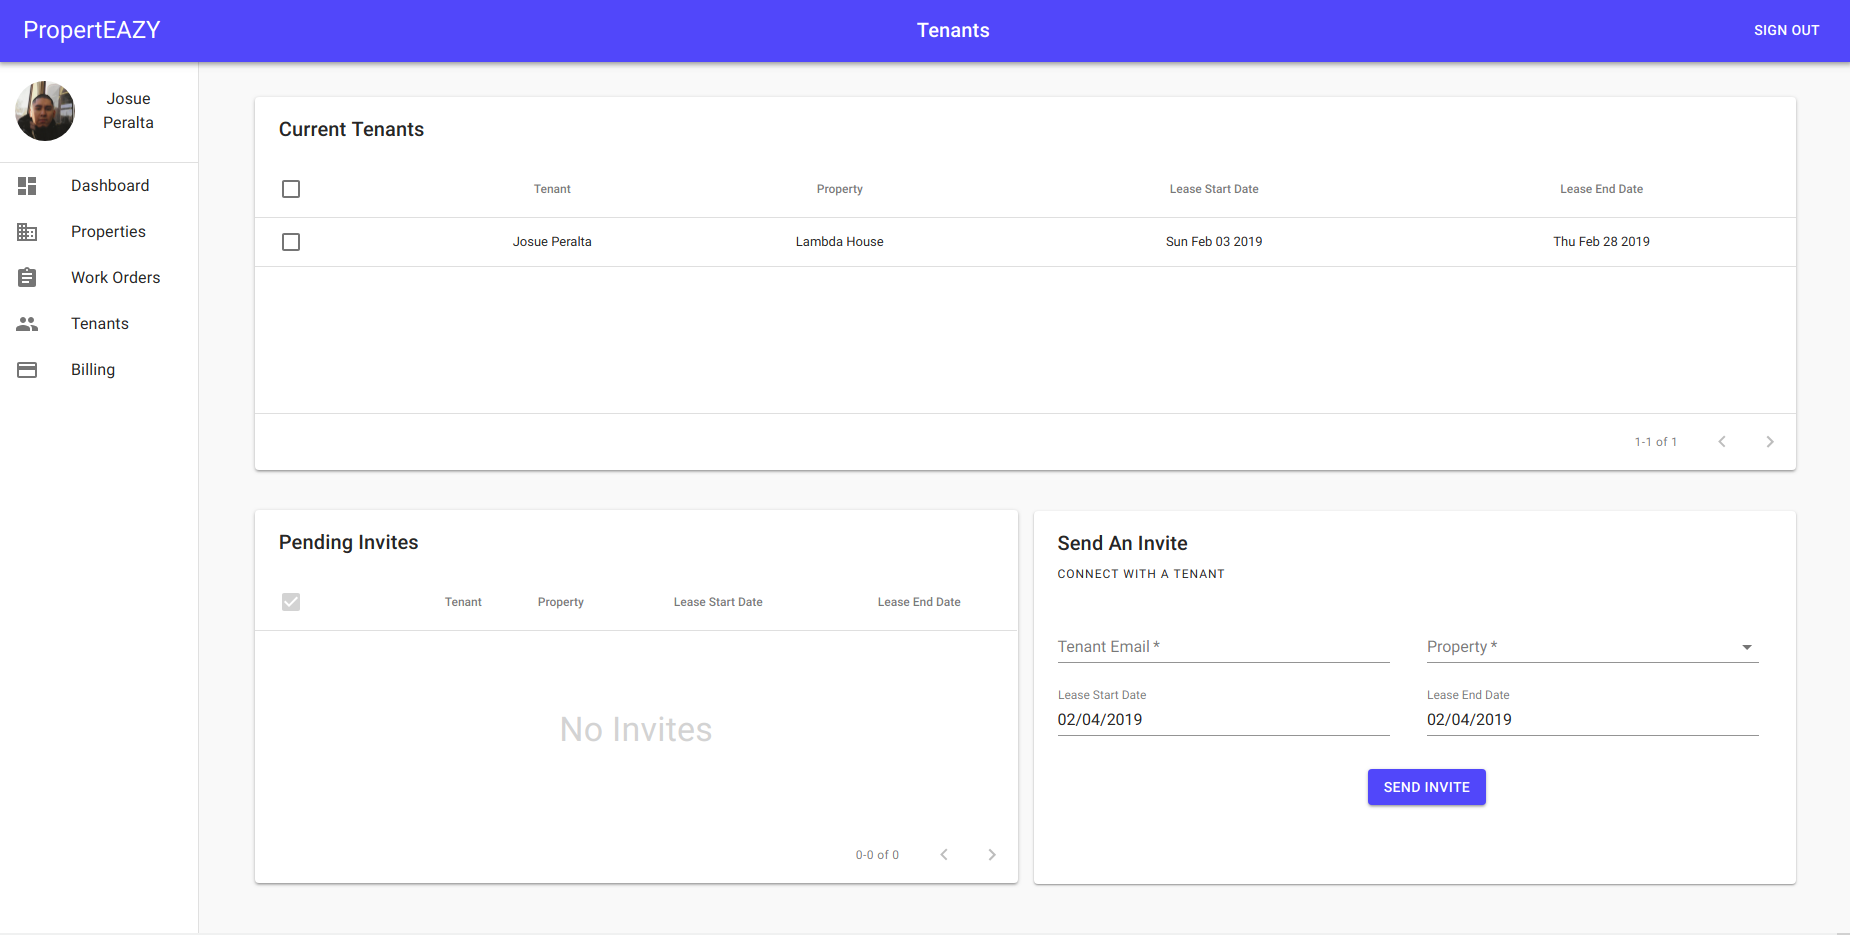 PropertEAZY
Tenants
SIGN OUT
Josue
Peralta
Dashboard
Properties
Work Orders
Tenants
Billing
Current Tenants
Tenant Property Lease Start Date Lease End Date
Josue Peralta Lambda House Sun Feb 03 2019 Thu Feb 28 2019
1-1 of 1
Pending Invites
Tenant Property Lease Start Date Lease End Date
No Invites
0-0 of 0
Send An Invite
CONNECT WITH A TENANT
Tenant Email * Property *
Lease Start Date Lease End Date
02/04/2019 02/04/2019
SEND INVITE